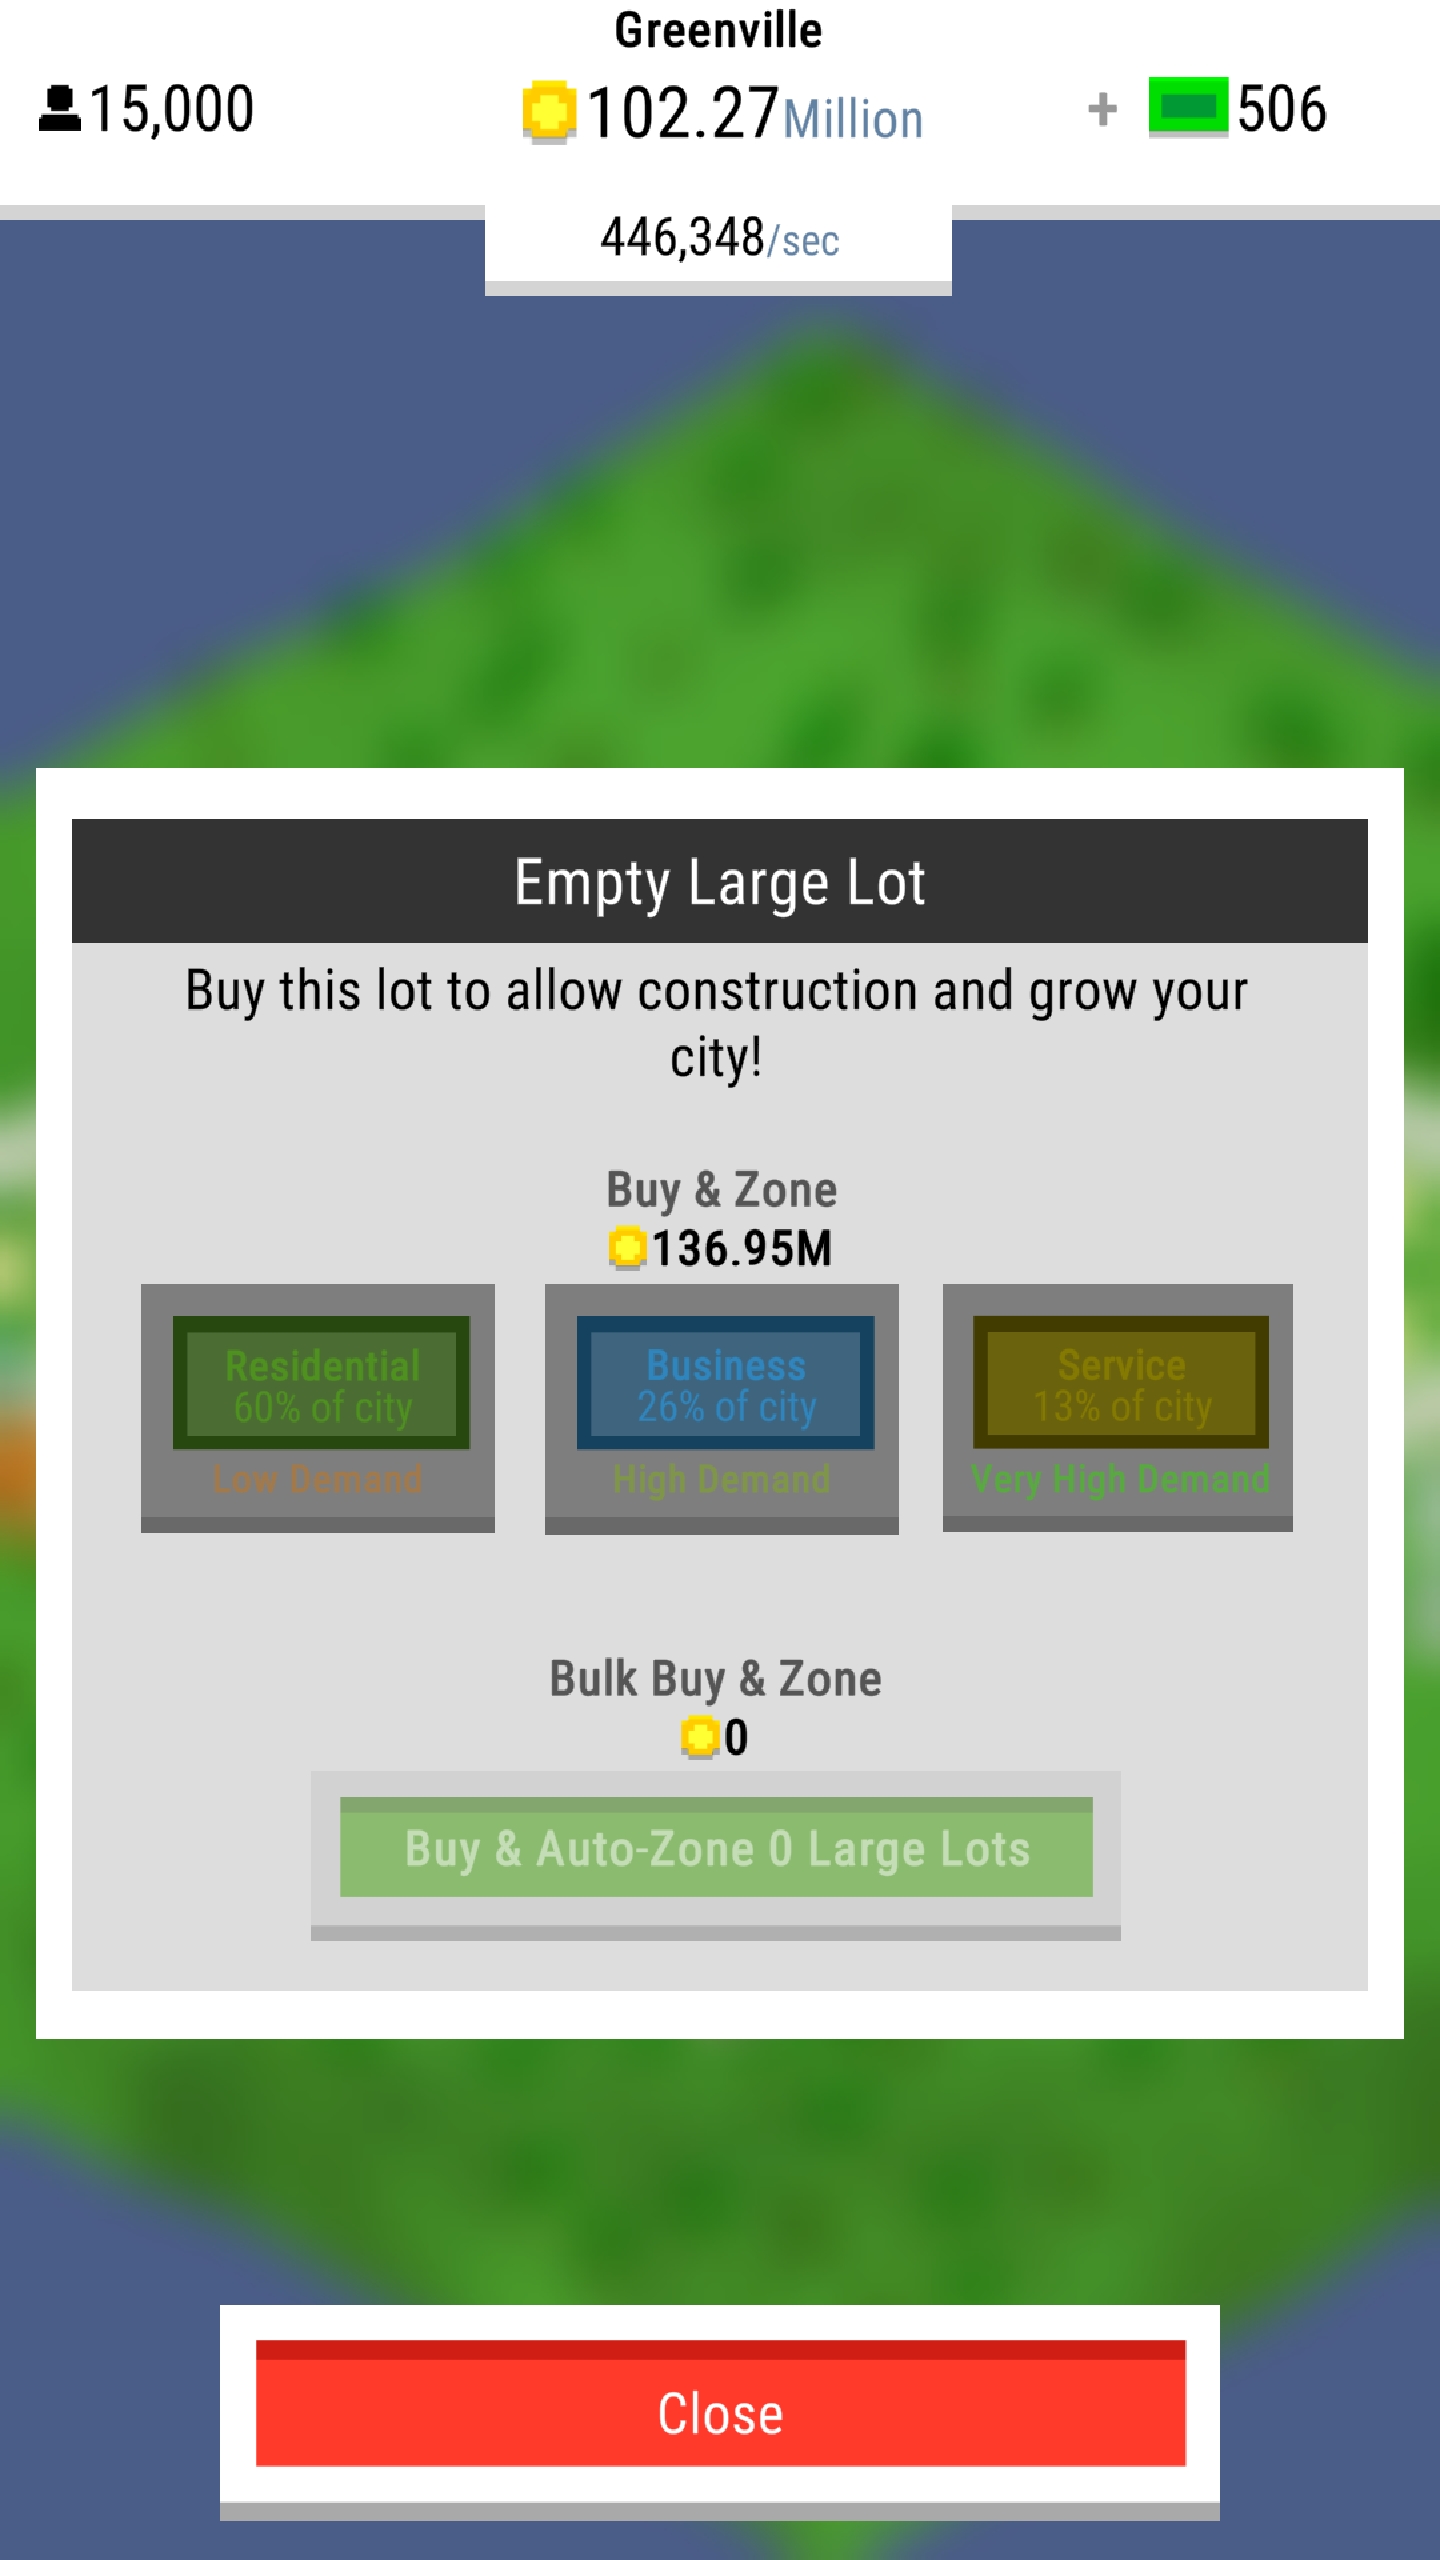 Greenville
15,000
102.27Million
+ 506
446,348/sec
Empty Large Lot
Buy this lot to allow construction and grow your
city!
Buy & Zone
136.95M
Residential
60% of city
Low Demand
Business
26% of city
High Demand
Service
13% of city
Very High Demand
Bulk Buy & Zone
0
Buy & Auto-Zone 0 Large Lots
Close